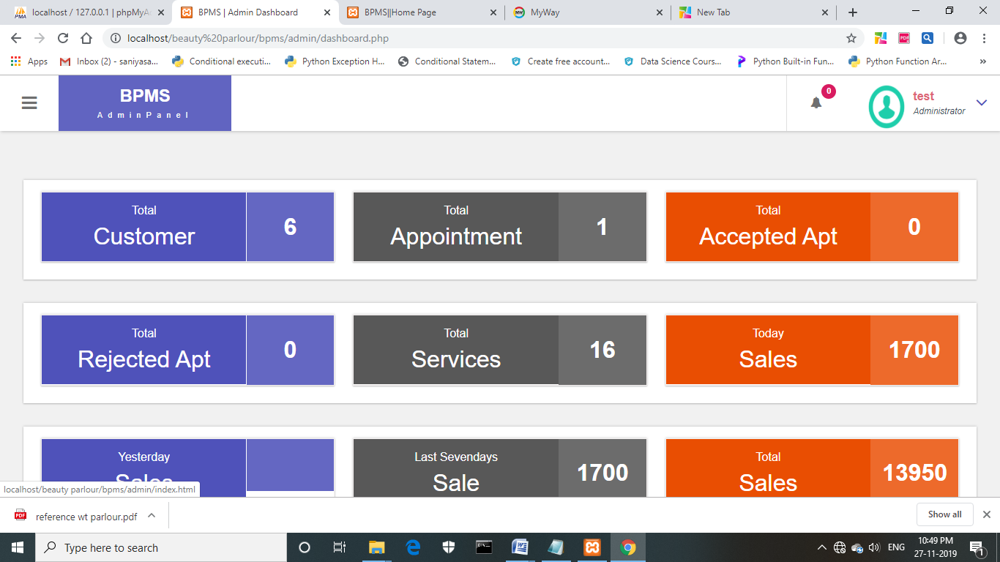 localhost / 127.0.0.1 | phpMyAd
BPMS | Admin Dashboard
BPMS||Home Page
MyWay
New Tab
localhost/beauty%20parlour/bpms/admin/dashboard.php
Apps
Inbox (2) - saniyasa...
Conditional executi...
Python Exception H...
Conditional Statem...
Create free account...
Data Science Cours...
Python Built-in Fun...
Python Function Ar...
BPMS
AdminPanel
0
test
Administrator
Total
Customer
6
Total
Appointment
1
Total
Accepted Apt
0
Total
Rejected Apt
0
Total
Services
16
Today
Sales
1700
Yesterday
Sales
Last Sevendays
Sale
1700
Total
Sales
13950
localhost/beauty parlour/bpms/admin/index.html
PDF
reference wt parlour.pdf
Show all
Type here to search
ENG
10:49 PM
27-11-2019
1